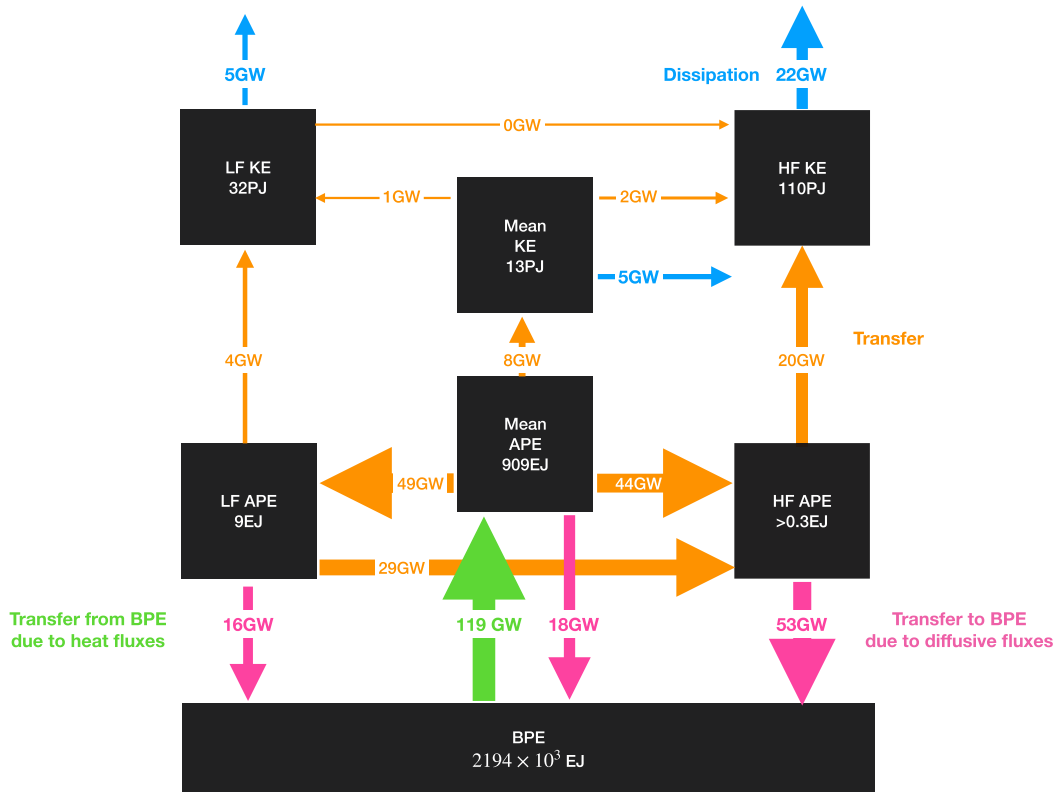 5GW
Dissipation
22GW
0GW
LF KE
32PJ
HF KE
110PJ
1GW
2GW
Mean
KE
13PJ
5GW
Transfer
4GW
8GW
20GW
Mean
APE
909EJ
49GW
44GW
LF APE
9EJ
HF APE
>0.3EJ
29GW
Transfer from BPE
due to heat fluxes
16GW
119 GW
18GW
53GW
Transfer to BPE
due to diffusive fluxes
BPE
2194 × 10³ EJ